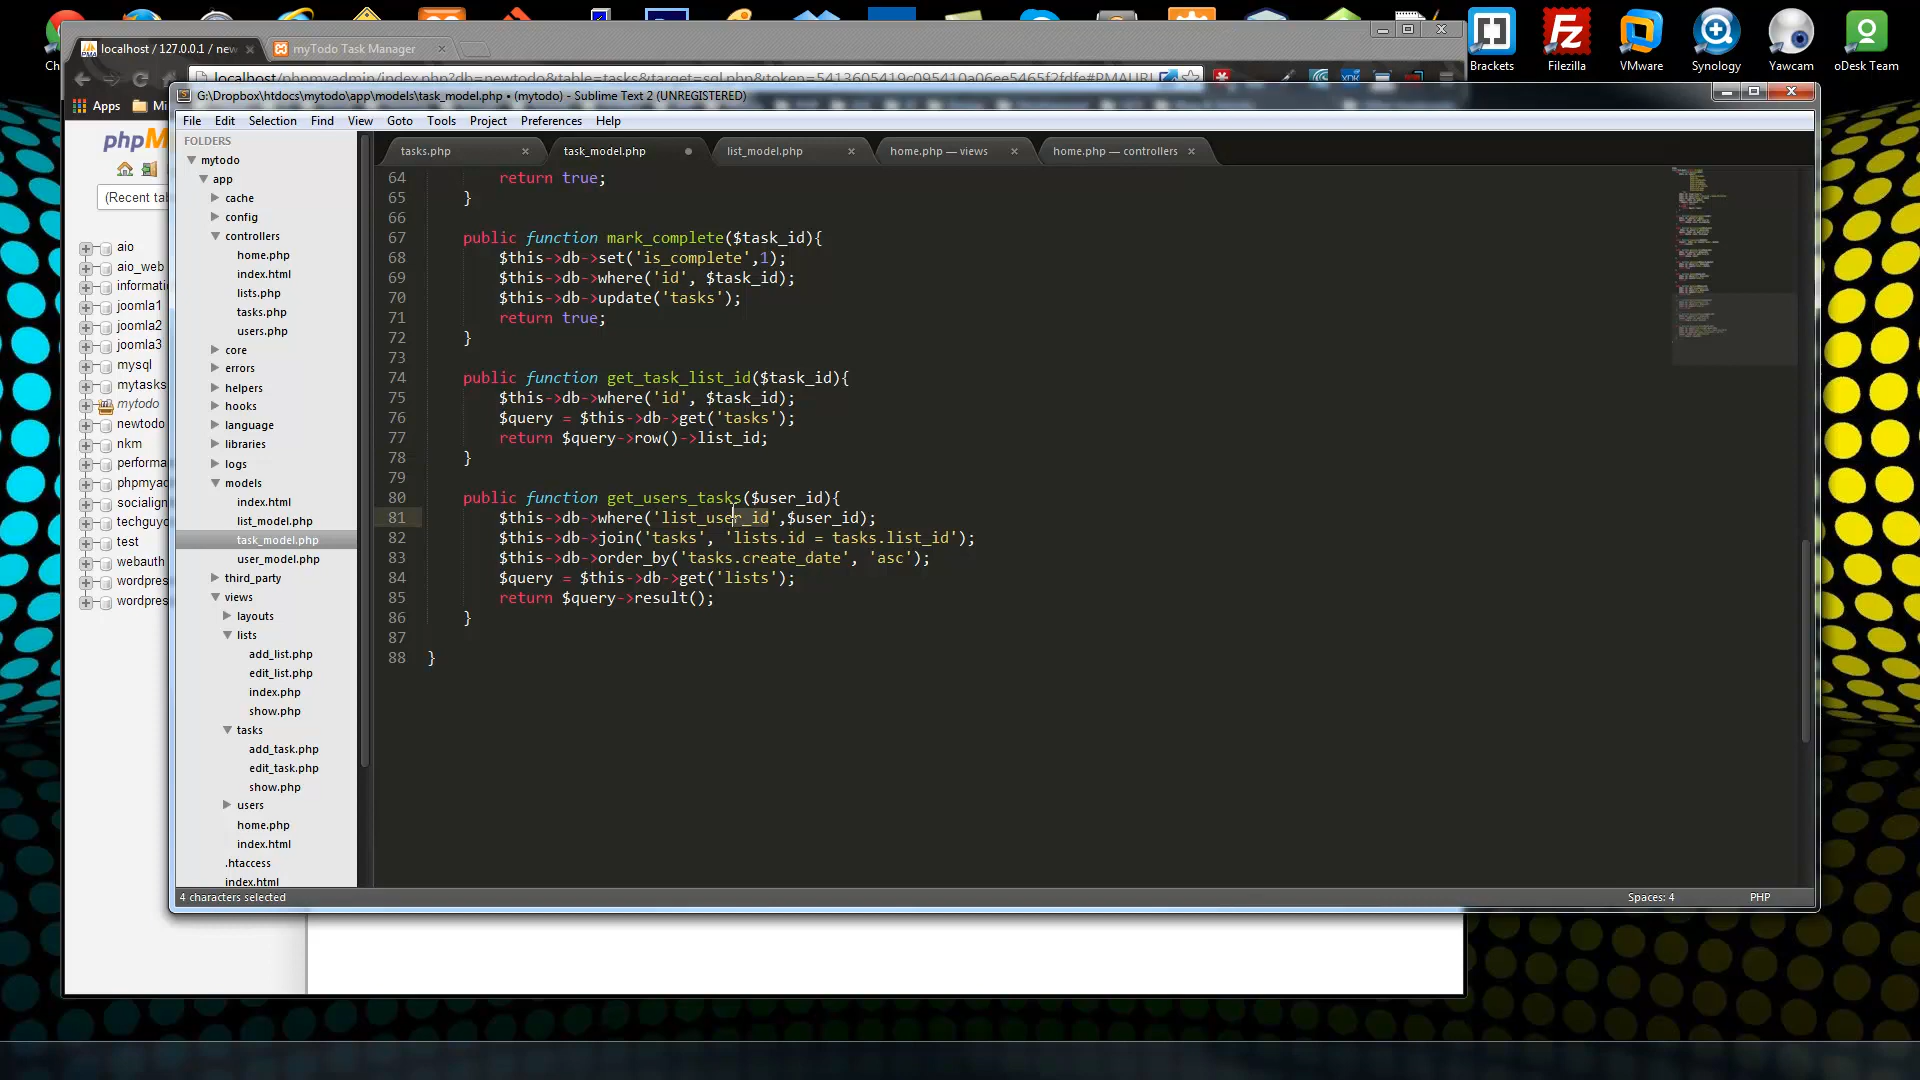 Brackets
Filezilla
VMware
Synology
Yawcam
oDesk Team
localhost / 127.0.0.1 / new
myTodo Task Manager
localhost/phpmyadmin/index.php?db=newtodo&table=tasks&target=sql.php&token=
Apps
phpM
(Recent tab
aio
aio_web
informati
joomla1
joomla2
joomla3
mysql
mytasks
mytodo
newtodo
nkm
performa
phpmyad
socialign
techguy
test
webauth
wordpres
wordpres
G:\Dropbox\htdocs\mytodo\app\models\task_model.php • (mytodo) - Sublime Text 2 (UNREGISTERED)
File Edit Selection Find View Goto Tools Project Preferences Help
FOLDERS
mytodo
app
cache
config
controllers
home.php
index.html
lists.php
tasks.php
users.php
core
errors
helpers
hooks
language
libraries
logs
models
index.html
list_model.php
task_model.php
user_model.php
third_party
views
layouts
lists
add_list.php
edit_list.php
index.php
show.php
tasks
add_task.php
edit_task.php
show.php
users
home.php
index.html
.htaccess
index.html
tasks.php
task_model.php
list_model.php
home.php — views
home.php — controllers
64 return true;
65 }
66
67 public function mark_complete($task_id){
68 $this->db->set('is_complete',1);
69 $this->db->where('id', $task_id);
70 $this->db->update('tasks');
71 return true;
72 }
73
74 public function get_task_list_id($task_id){
75 $this->db->where('id', $task_id);
76 $query = $this->db->get('tasks');
77 return $query->row()->list_id;
78 }
79
80 public function get_users_tasks($user_id){
81 $this->db->where('list_user_id',$user_id);
82 $this->db->join('tasks', 'lists.id = tasks.list_id');
83 $this->db->order_by('tasks.create_date', 'asc');
84 $query = $this->db->get('lists');
85 return $query->result();
86 }
87
88 }
4 characters selected
Spaces: 4
PHP